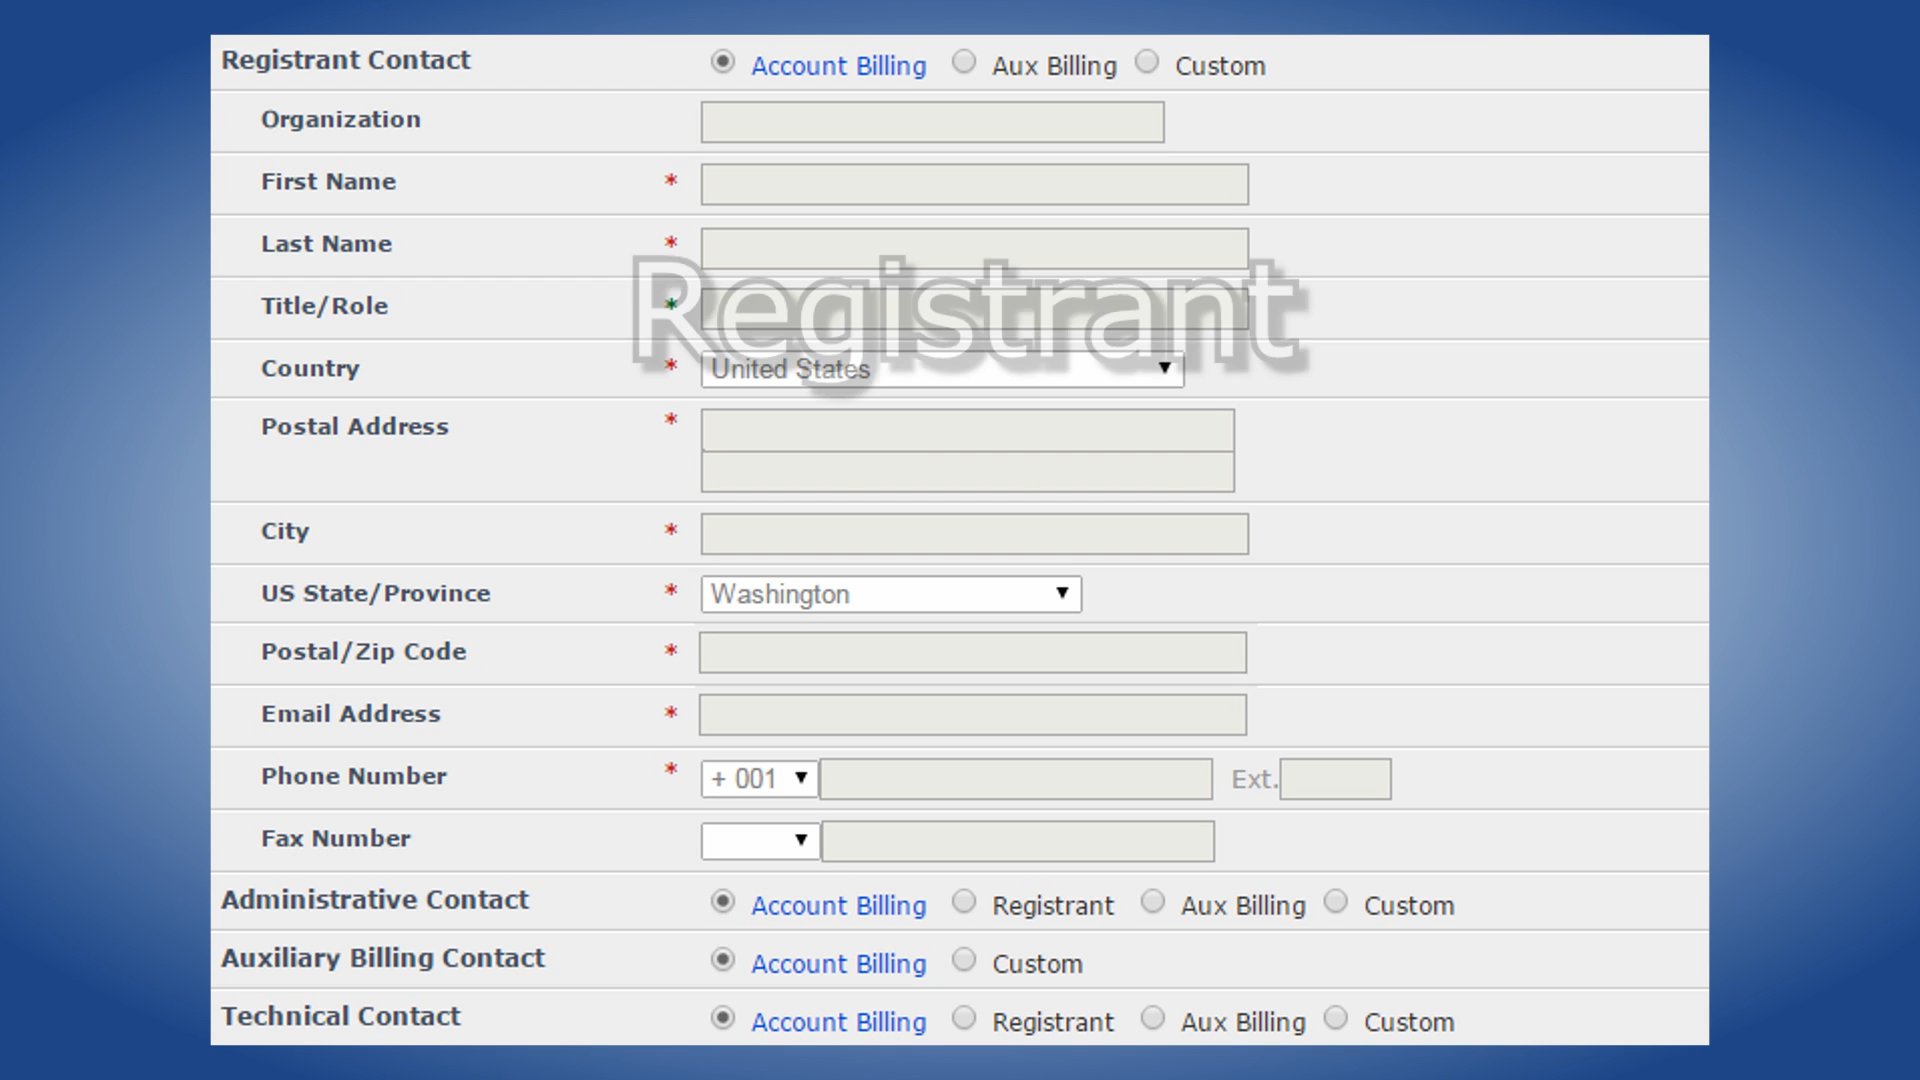 Registrant Contact Account Billing Aux Billing Custom
Organization
First Name *
Last Name *
Registrant
Title/Role *
Country * United States
Postal Address *
City *
US State/Province * Washington
Postal/Zip Code *
Email Address *
Phone Number * + 001 Ext.
Fax Number
Administrative Contact Account Billing Registrant Aux Billing Custom
Auxiliary Billing Contact Account Billing Custom
Technical Contact Account Billing Registrant Aux Billing Custom